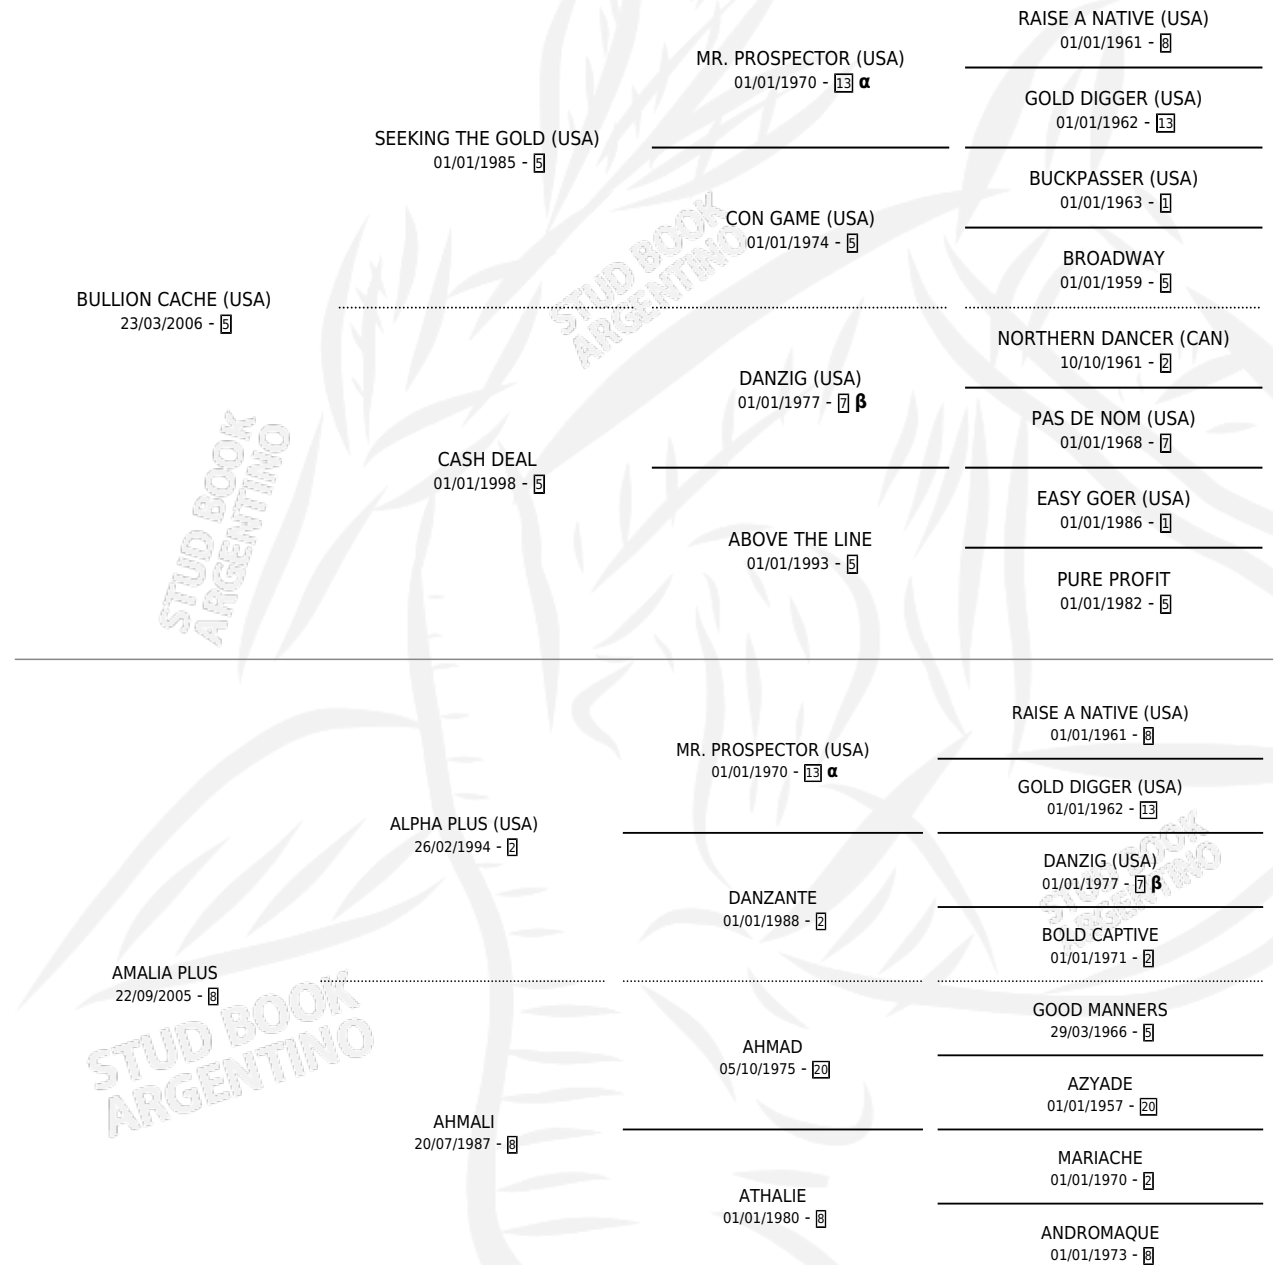 RAISE A NATIVE (USA)
01/01/1961 - 8
MR. PROSPECTOR (USA)
01/01/1970 - 13 α
GOLD DIGGER (USA)
01/01/1962 - 13
SEEKING THE GOLD (USA)
01/01/1985 - 5
BUCKPASSER (USA)
01/01/1963 - 1
CON GAME (USA)
01/01/1974 - 5
BROADWAY
01/01/1959 - 5
BULLION CACHE (USA)
23/03/2006 - 5
NORTHERN DANCER (CAN)
10/10/1961 - 2
DANZIG (USA)
01/01/1977 - 7 β
PAS DE NOM (USA)
01/01/1968 - 7
CASH DEAL
01/01/1998 - 5
EASY GOER (USA)
01/01/1986 - 1
ABOVE THE LINE
01/01/1993 - 5
PURE PROFIT
01/01/1982 - 5
RAISE A NATIVE (USA)
01/01/1961 - 8
MR. PROSPECTOR (USA)
01/01/1970 - 13 α
GOLD DIGGER (USA)
01/01/1962 - 13
ALPHA PLUS (USA)
26/02/1994 - 2
DANZIG (USA)
01/01/1977 - 7 β
DANZANTE
01/01/1988 - 2
BOLD CAPTIVE
01/01/1971 - 2
AMALIA PLUS
22/09/2005 - 8
GOOD MANNERS
29/03/1966 - 5
AHMAD
05/10/1975 - 20
AZYADE
01/01/1957 - 20
AHMALI
20/07/1987 - 8
MARIACHE
01/01/1970 - 2
ATHALIE
01/01/1980 - 8
ANDROMAQUE
01/01/1973 - 8
STUD BOOK
ARGENTINO
STUD BOOK
ARGENTINO
STUD BOOK
ARGENTINO
STUD BOOK
ARGENTINO